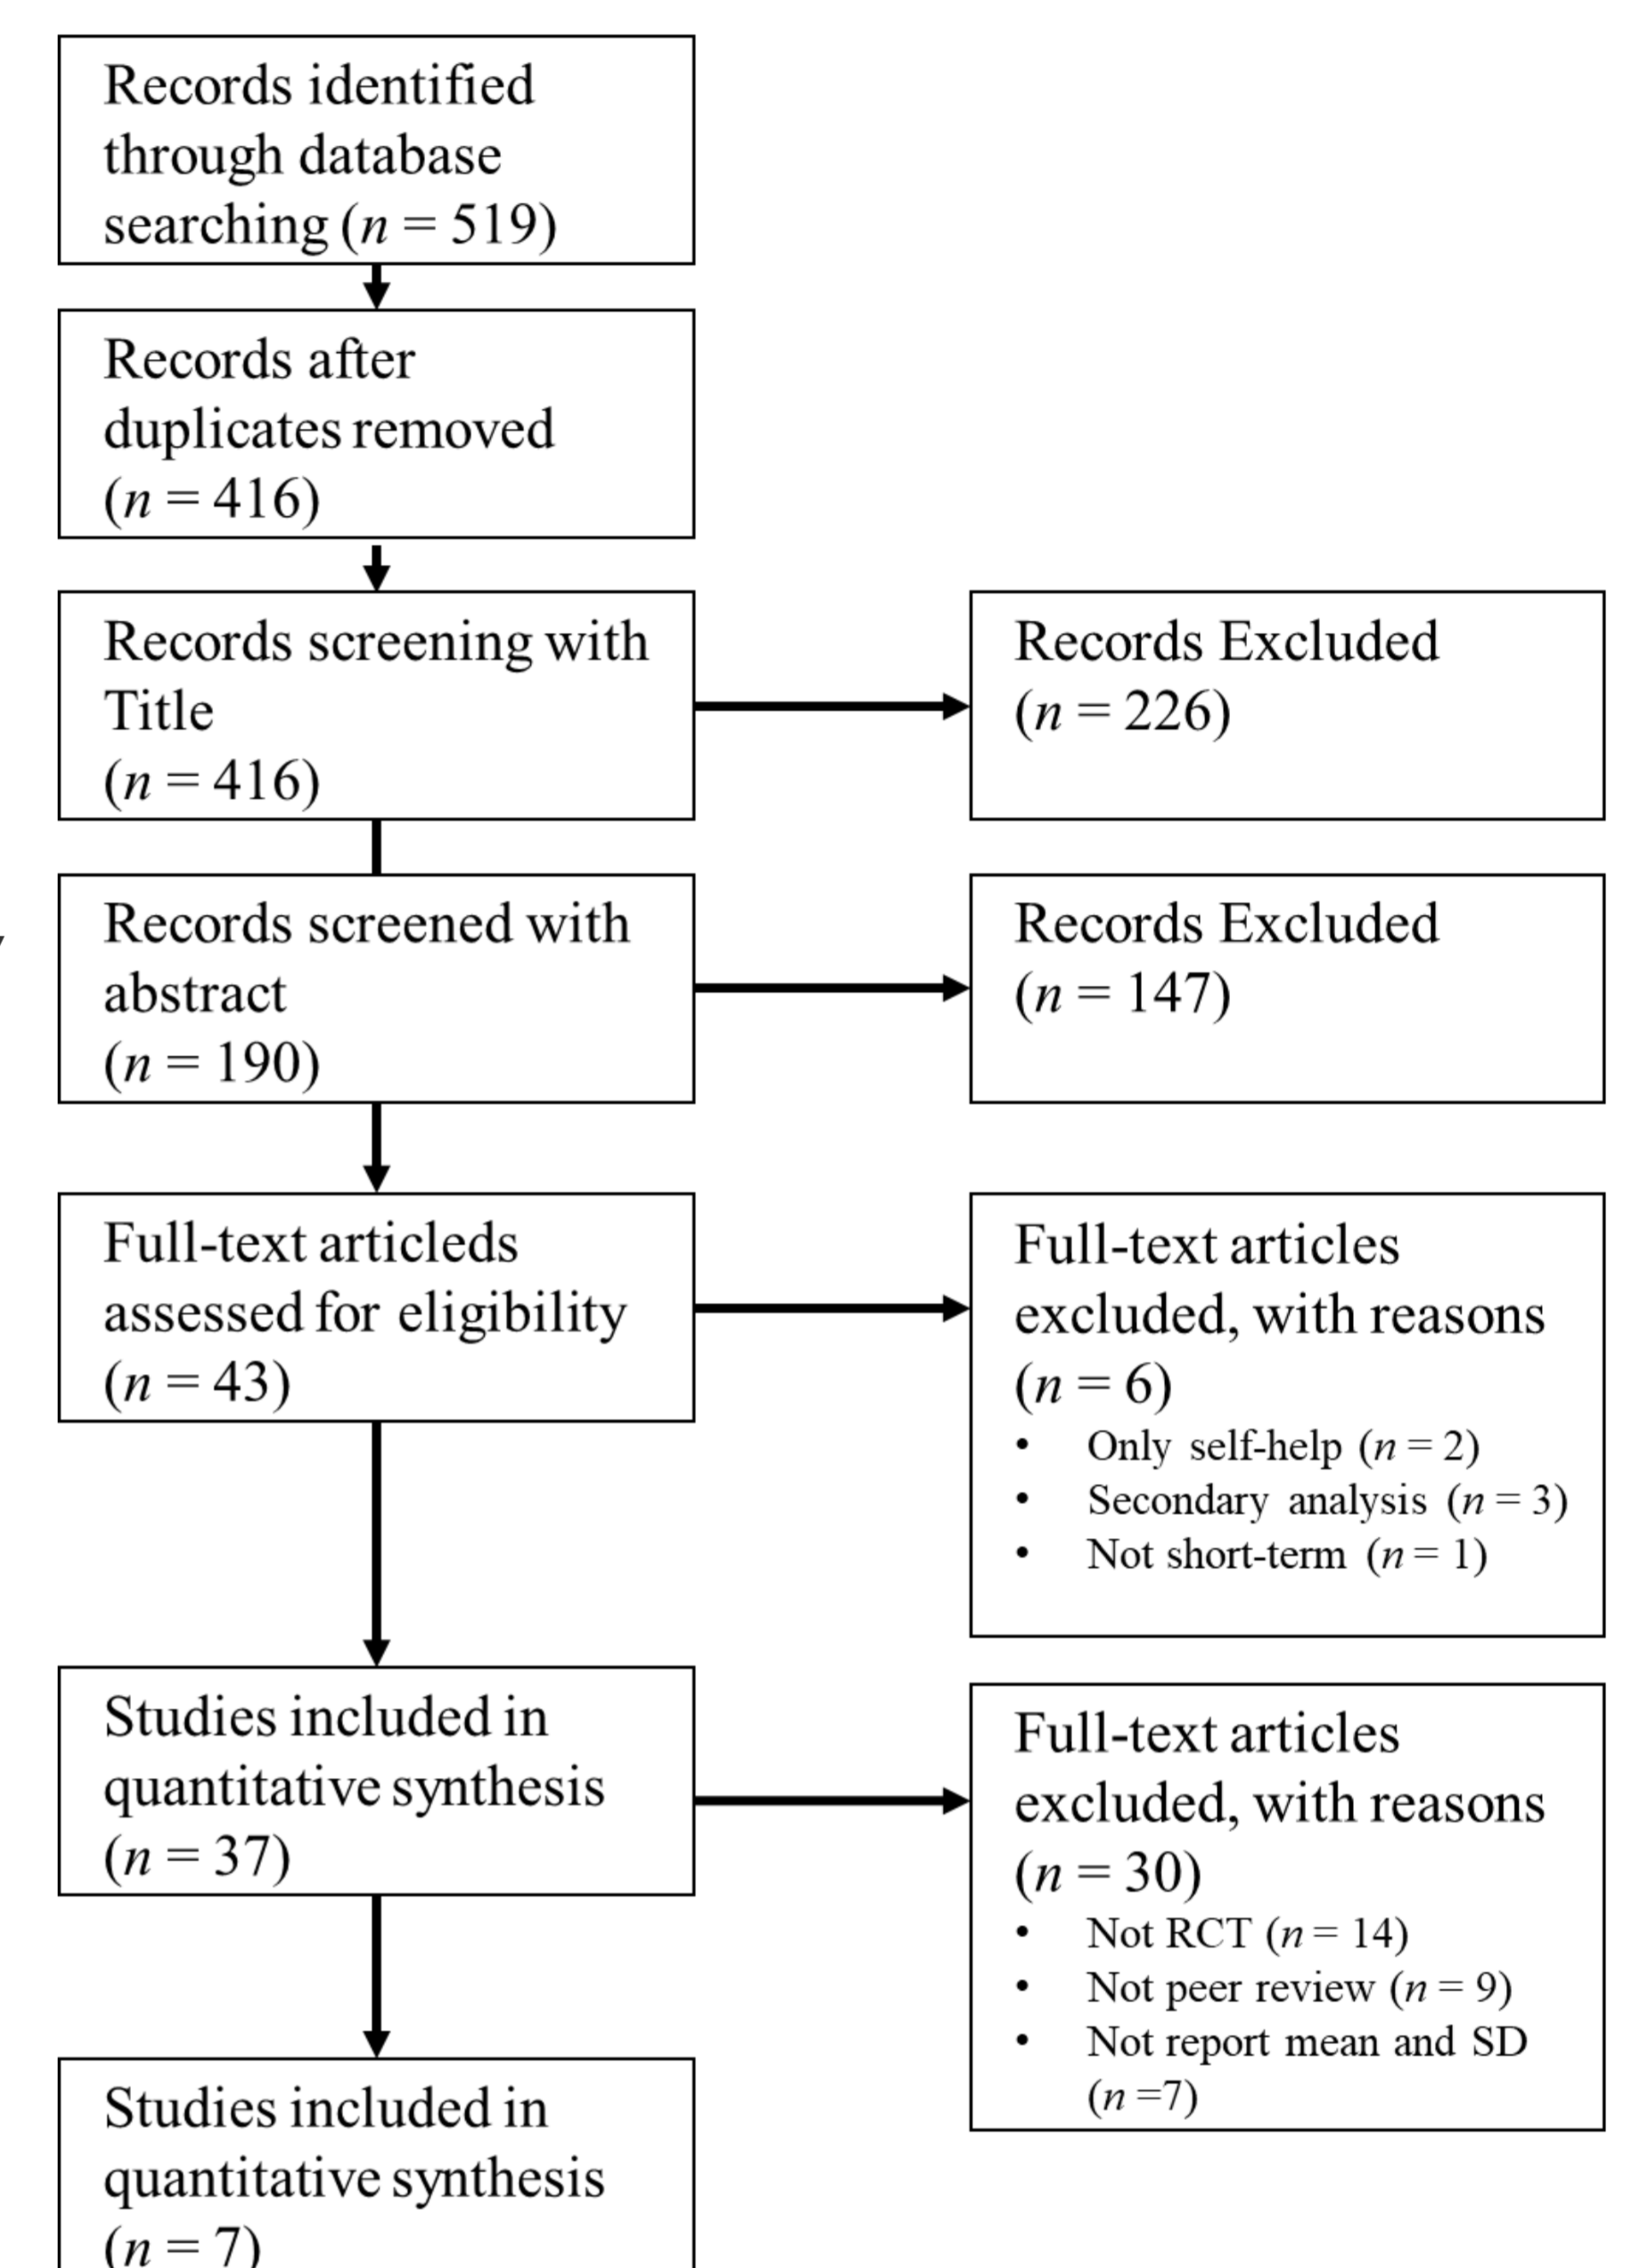 Records identified
through database
searching (n = 519)
Records after
duplicates removed
(n = 416)
Records screening with
Title
(n = 416)
Records Excluded
(n = 226)
Records screened with
abstract
(n = 190)
Records Excluded
(n = 147)
Full-text articleds
assessed for eligibility
(n = 43)
Full-text articles
excluded, with reasons
(n = 6)
• Only self-help (n = 2)
• Secondary analysis (n = 3)
• Not short-term (n = 1)
Studies included in
quantitative synthesis
(n = 37)
Full-text articles
excluded, with reasons
(n = 30)
• Not RCT (n = 14)
• Not peer review (n = 9)
• Not report mean and SD
(n =7)
Studies included in
quantitative synthesis
(n = 7)